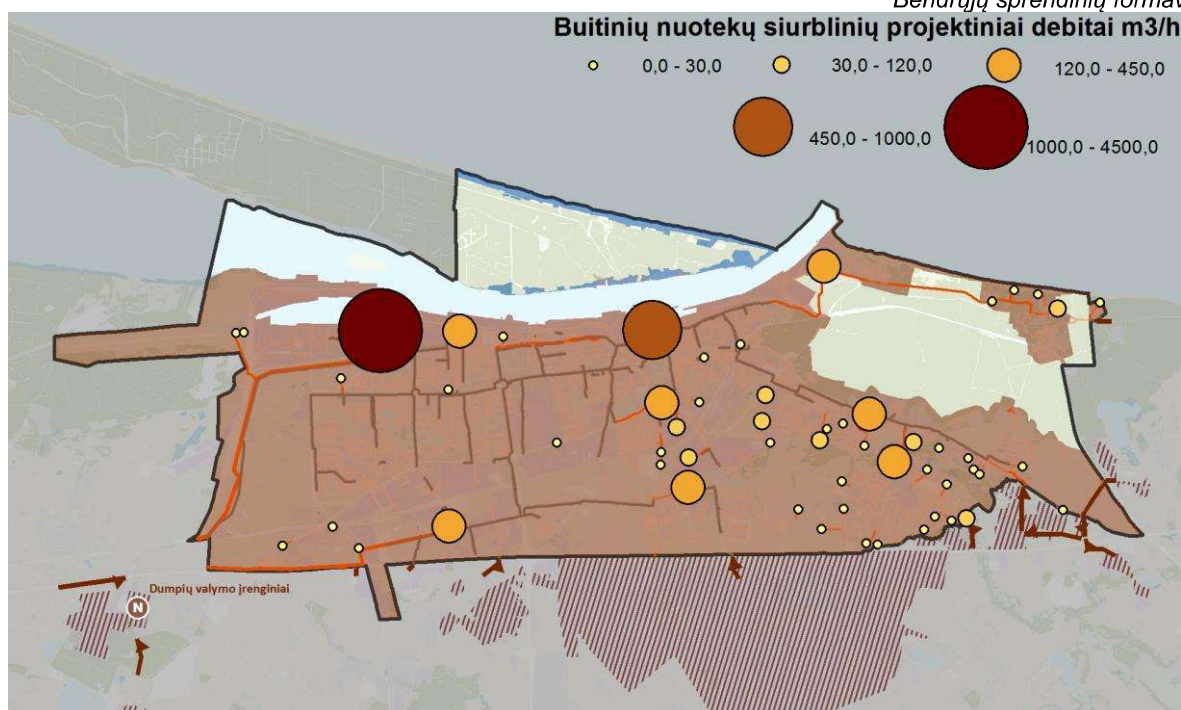 Bendrųjų sprendinių formav
Buitinių nuotekų siurblinių projektiniai debitai m3/h
0,0 - 30,0 30,0 - 120,0 120,0 - 450,0
450,0 - 1000,0 1000,0 - 4500,0
Dumpių valymo įrenginiai
N